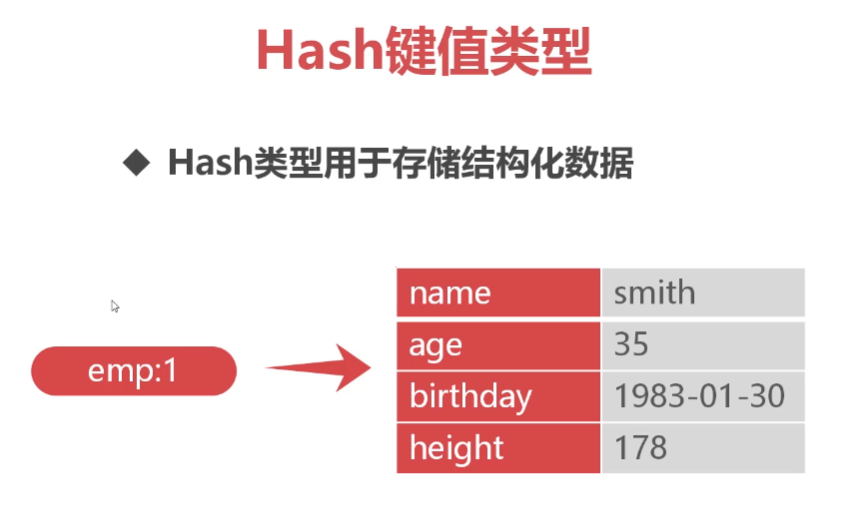 Hash键值类型
◆ Hash类型用于存储结构化数据
emp:1
name smith
age 35
birthday 1983-01-30
height 178